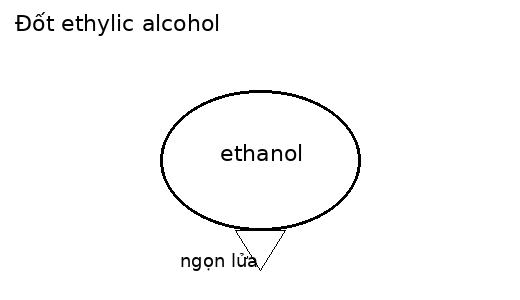 Đốt ethylic alcohol
ethanol
ngọn lửa